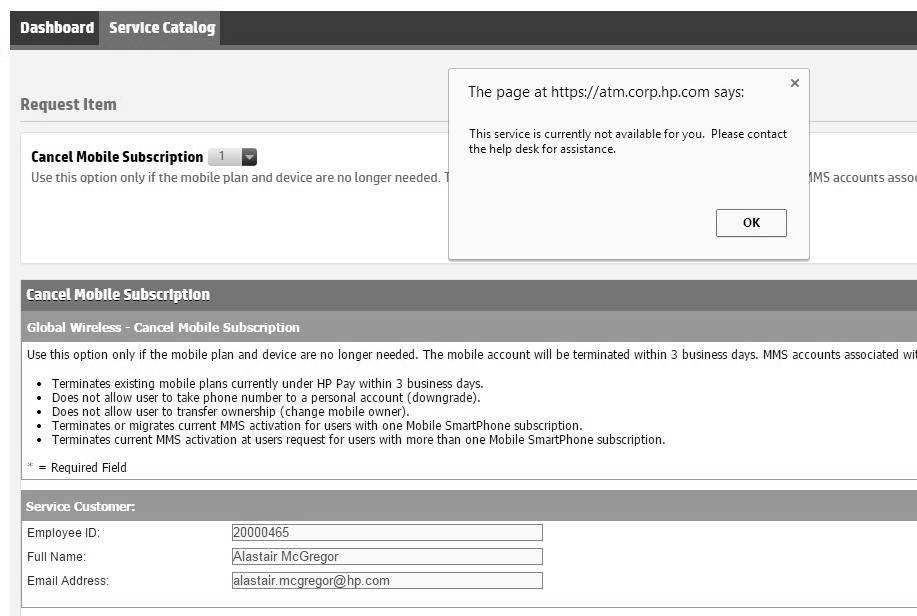 Dashboard Service Catalog
Request Item
The page at https://atm.corp.hp.com says:
This service is currently not available for you. Please contact
the help desk for assistance.
OK
Cancel Mobile Subscription 1
Use this option only if the mobile plan and device are no longer needed. MMS accounts
Cancel Mobile Subscription
Global Wireless - Cancel Mobile Subscription
Use this option only if the mobile plan and device are no longer needed. The mobile account will be terminated within 3 business days. MMS accounts associated
• Terminates existing mobile plans currently under HP Pay within 3 business days.
• Does not allow user to take phone number to a personal account (downgrade).
• Does not allow user to transfer ownership (change mobile owner).
• Terminates or migrates current MMS activation for users with one Mobile SmartPhone subscription.
• Terminates current MMS activation at users request for users with more than one Mobile SmartPhone subscription.
* = Required Field
Service Customer:
Employee ID: 20000465
Full Name: Alastair McGregor
Email Address: alastair.mcgregor@hp.com